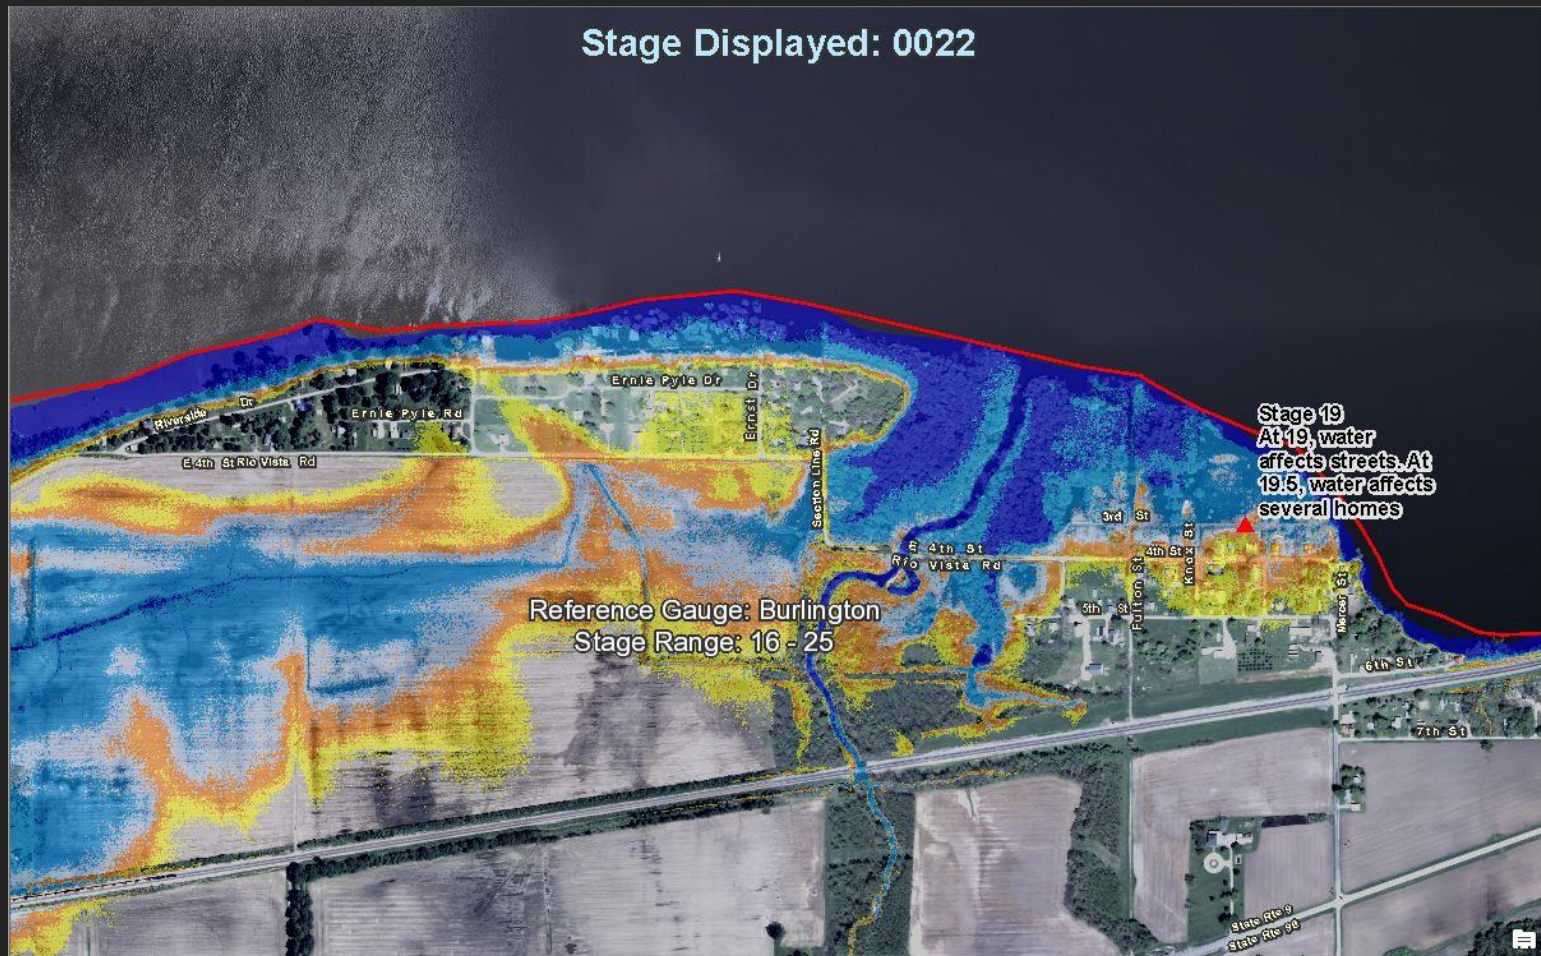 Stage Displayed: 0022
Ernie Pyle Dr
Ernst Dr
Riverside Dr
Ernie Pyle Rd
Stage 19
At 19, water
affects streets. At
19.5, water affects
several homes
E 4th St Rio Vista Rd
Section Line Rd
3rd St
Knox St
E 4th St
Rio Vista Rd
4th St
Fulton St
Mercer St
Reference Gauge: Burlington
Stage Range: 16 - 25
5th St
6th St
7th St
State Rte 9
State Rte 96